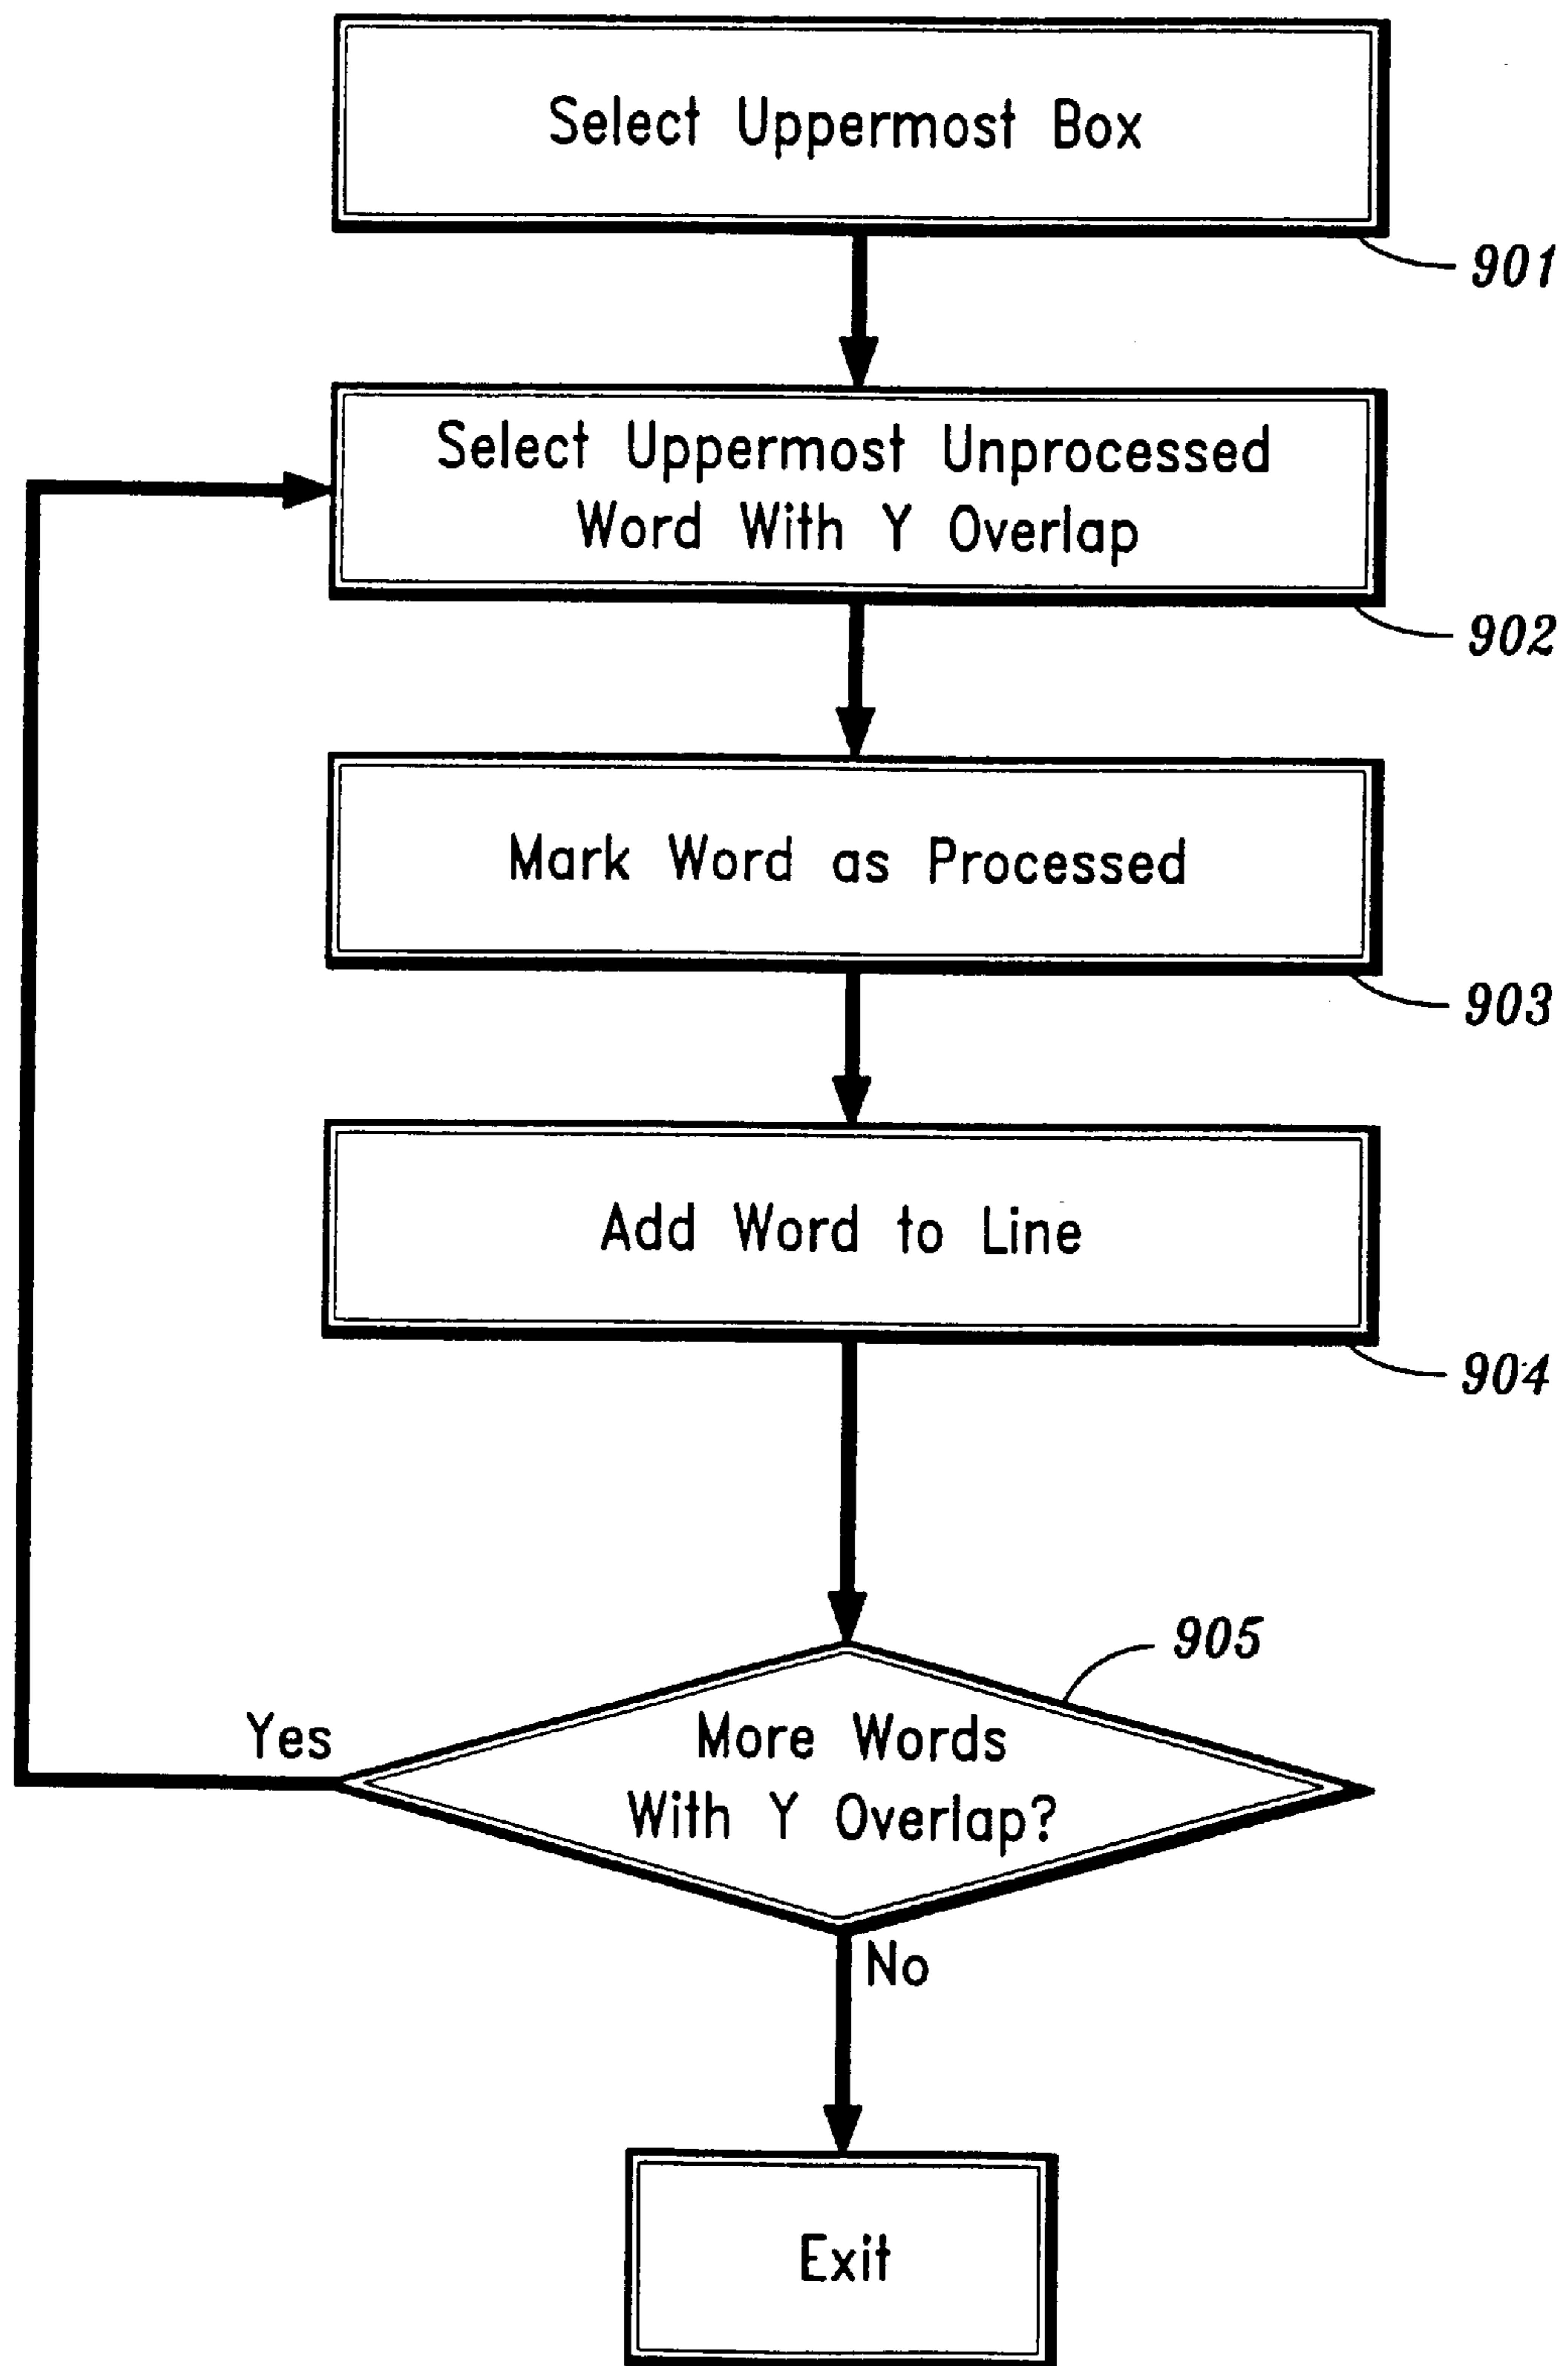 Select Uppermost Box
901
Select Uppermost Unprocessed
Word With Y Overlap
902
Mark Word as Processed
903
Add Word to Line
904
905
More Words
With Y Overlap?
Yes
No
Exit